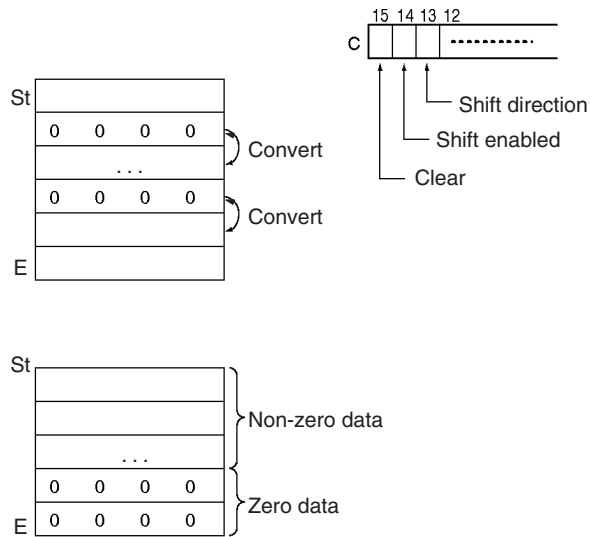 15 14 13 12
C
Shift direction
Shift enabled
Clear
St
0 0 0 0
Convert
...
0 0 0 0
Convert
E
St
Non-zero data
...
0 0 0 0
Zero data
E 0 0 0 0